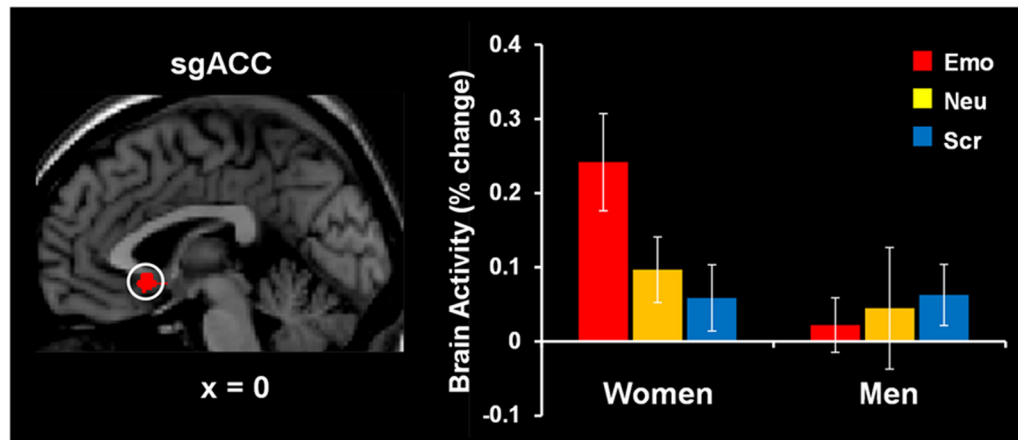 sgACC
x = 0
Brain Activity (% change)
0.4
0.3
0.2
0.1
0
-0.1
Women
Men
Emo
Neu
Scr